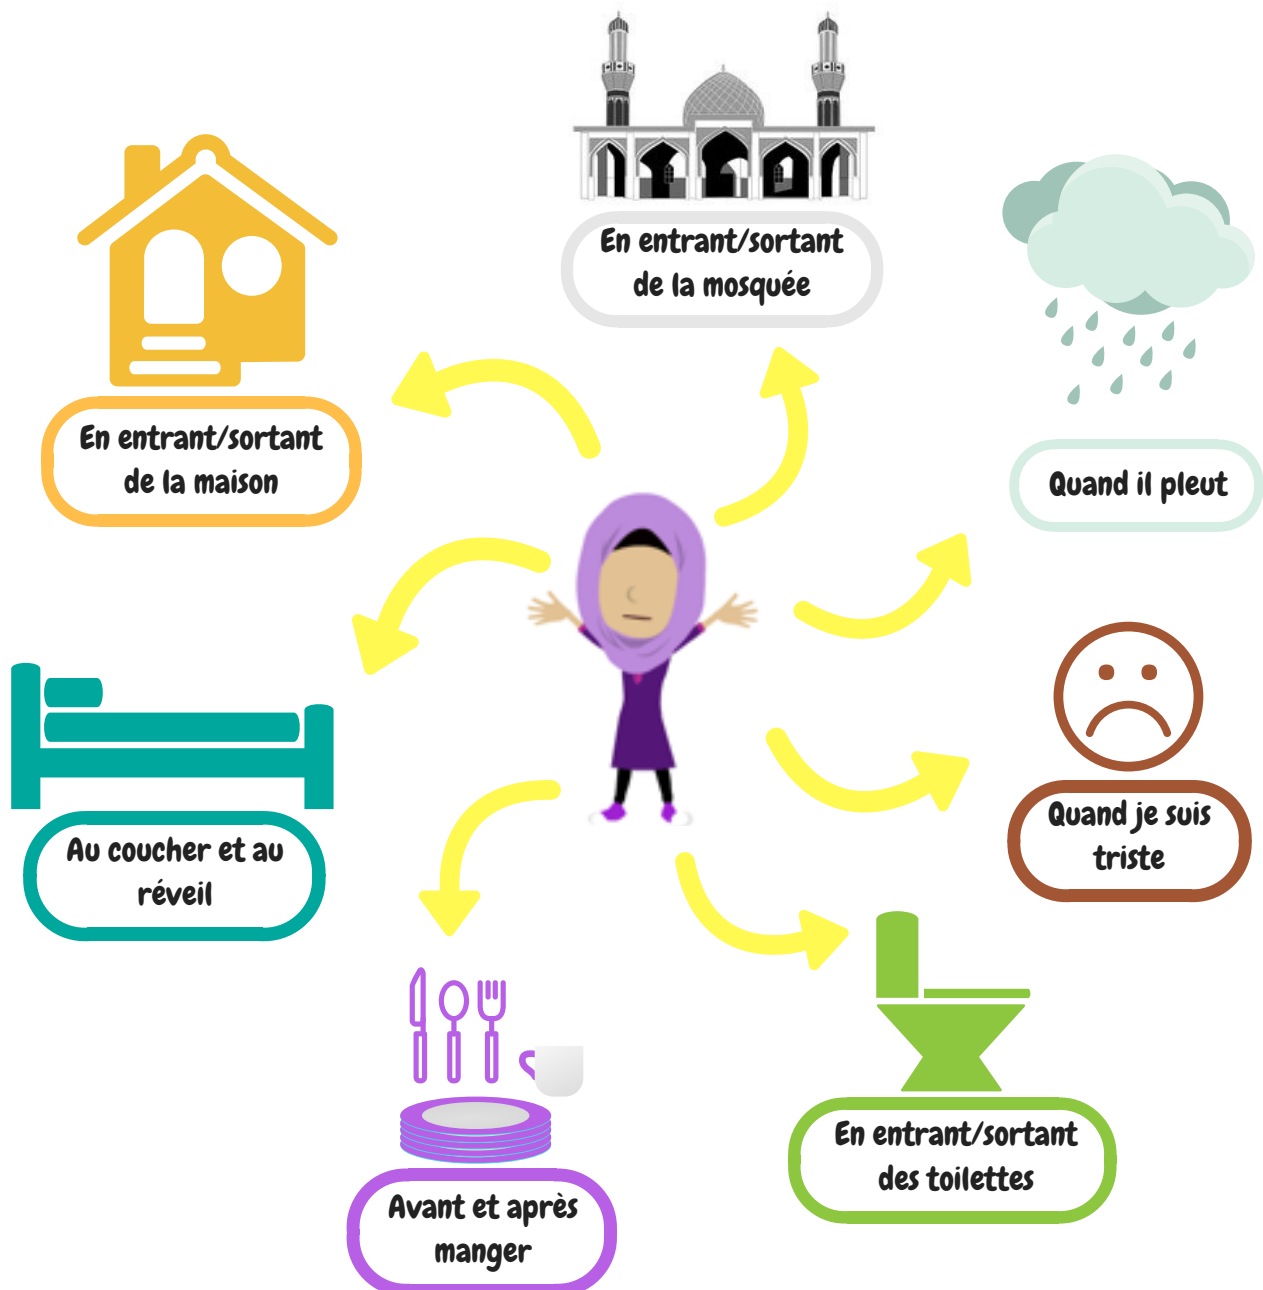 En entrant/sortant
de la mosquée
En entrant/sortant
de la maison
Quand il pleut
Au coucher et au
réveil
Quand je suis
triste
Avant et après
manger
En entrant/sortant
des toilettes